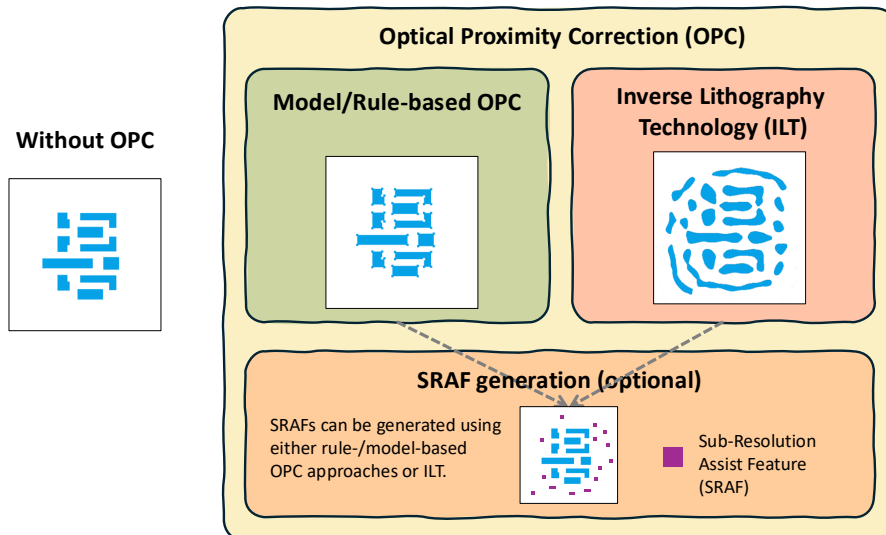 Optical Proximity Correction (OPC)
Without OPC
Model/Rule-based OPC
Inverse Lithography
Technology (ILT)
SRAF generation (optional)
SRAFs can be generated using
either rule-/model-based
OPC approaches or ILT.
Sub-Resolution
Assist Feature
(SRAF)